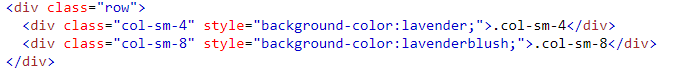 <div class="row">
  <div class="col-sm-4" style="background-color:lavender;">.col-sm-4</div>
  <div class="col-sm-8" style="background-color:lavenderblush;">.col-sm-8</div>
</div>